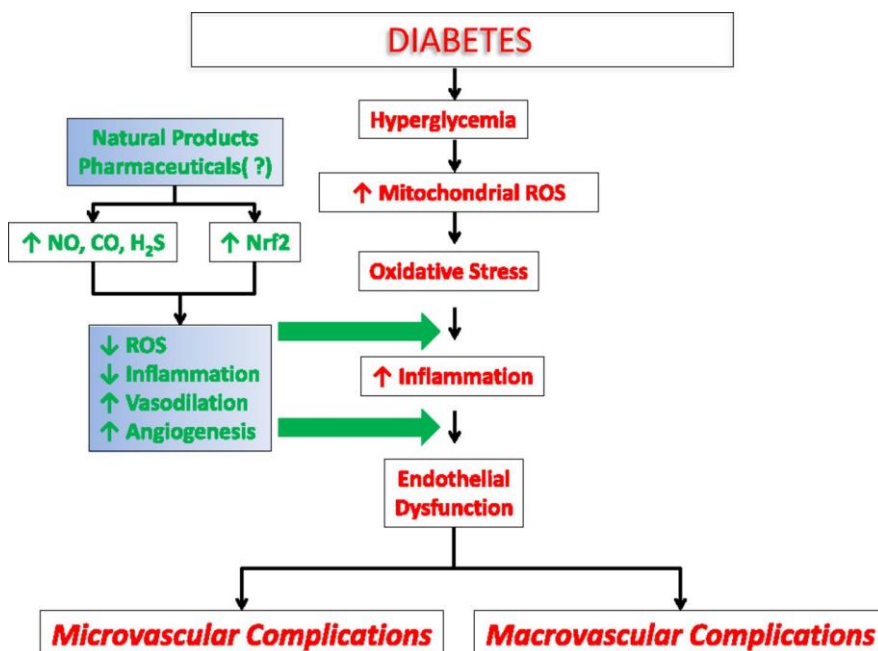 DIABETES
Hyperglycemia
Natural Products
Pharmaceuticals( ?)
↑ Mitochondrial ROS
↑ NO, CO, H₂S
↑ Nrf2
Oxidative Stress
↓ ROS
↓ Inflammation
↑ Vasodilation
↑ Angiogenesis
↑ Inflammation
Endothelial
Dysfunction
Microvascular Complications
Macrovascular Complications